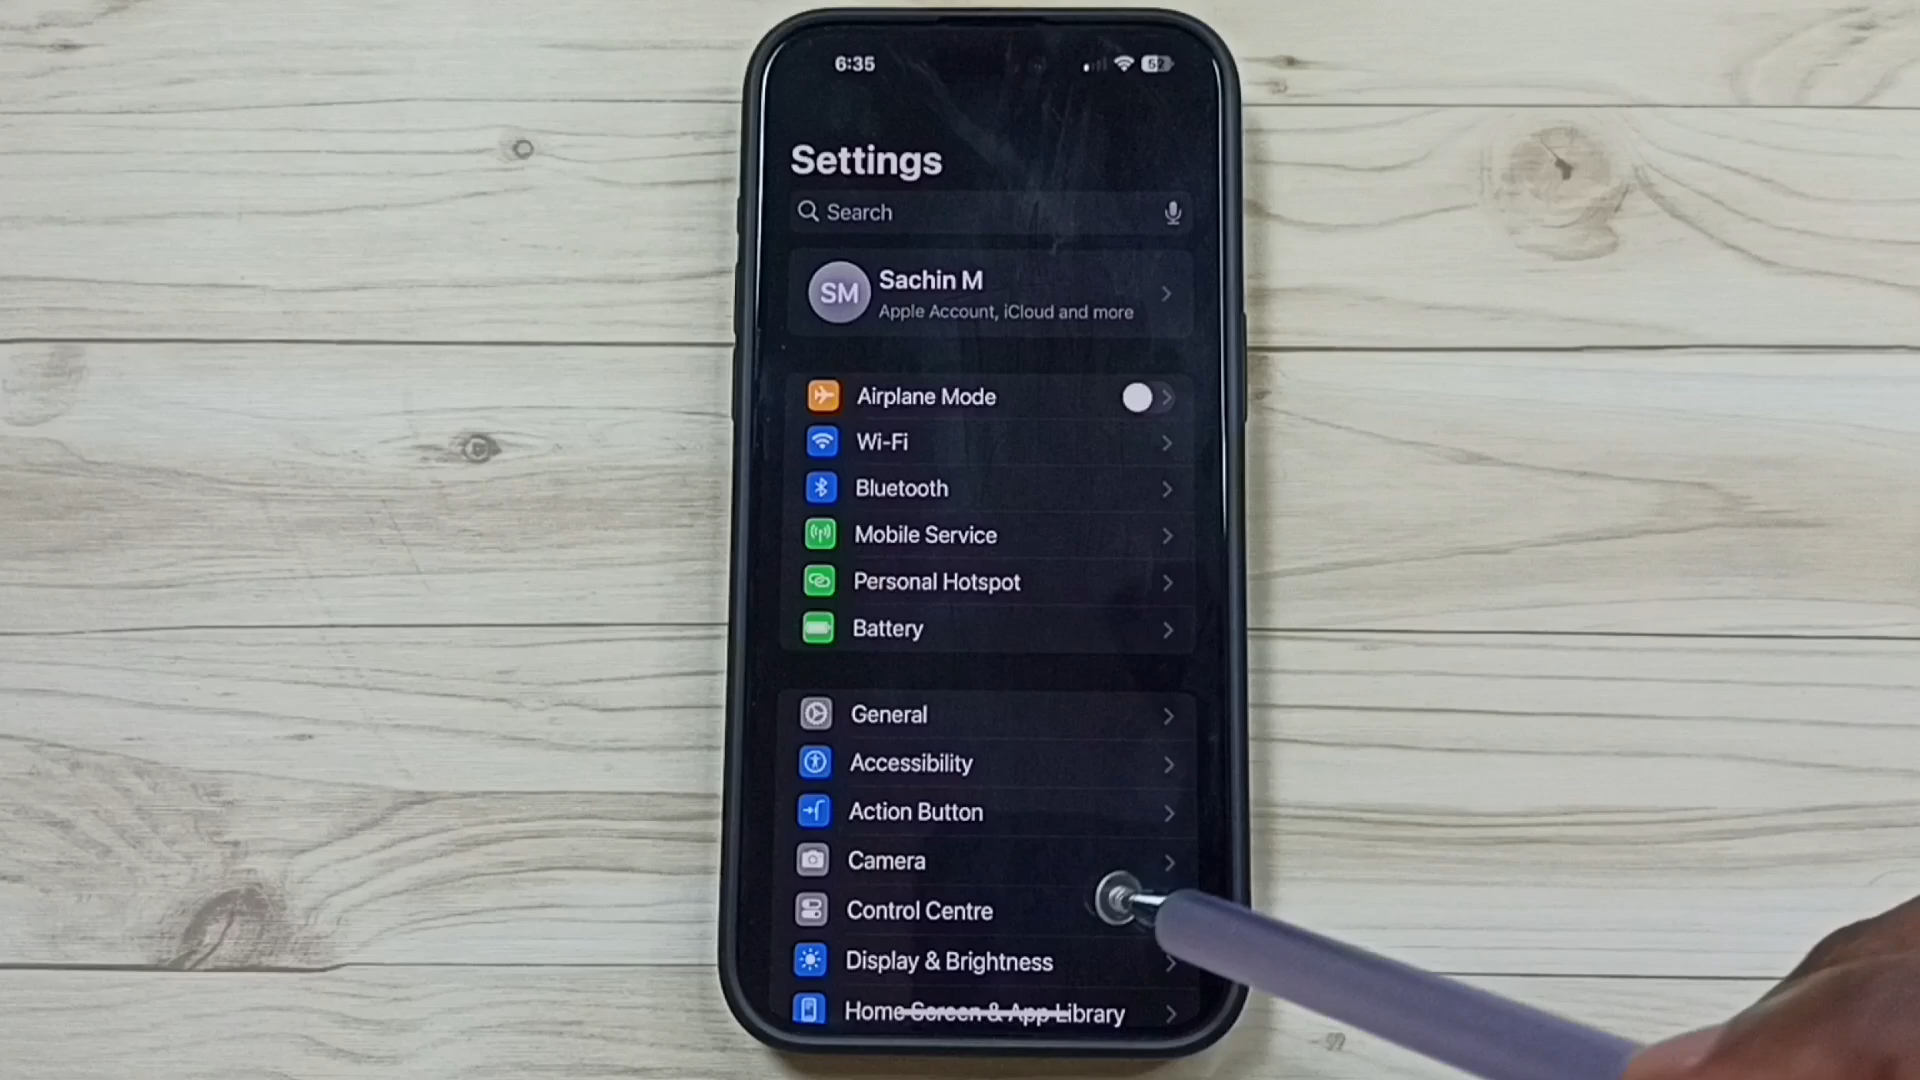 6:35
52
Settings
Search
SM
Sachin M
Apple Account, iCloud and more
Airplane Mode
Wi-Fi
Bluetooth
Mobile Service
Personal Hotspot
Battery
General
Accessibility
Action Button
Camera
Control Centre
Display & Brightness
Home Screen & App Library